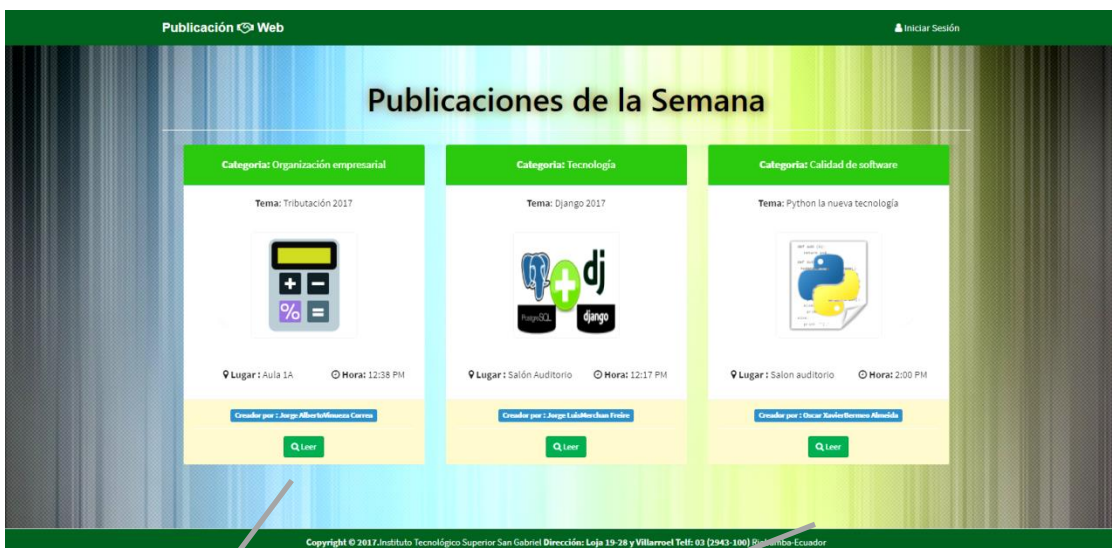 Publicación Web
Iniciar Sesión
Publicaciones de la Semana
Categoria: Organización empresarial
Tema: Tributación 2017
Lugar : Aula 1A
Hora: 12:38 PM
Creador por : Jorge AlbertoVinueza Correa
Leer
Categoria: Tecnología
Tema: Django 2017
PostgreSQL
dj
django
Lugar : Salón Auditorio
Hora: 12:17 PM
Creador por : Jorge LuisMerchan Freire
Leer
Categoria: Calidad de software
Tema: Python la nueva tecnología
Lugar : Salon auditorio
Hora: 2:00 PM
Creador por : Oscar XavierBermeo Almeida
Leer
Copyright © 2017.Instituto Tecnológico Superior San Gabriel Dirección: Loja 19-28 y Villarroel Telf: 03 (2943-100) Riobamba-Ecuador